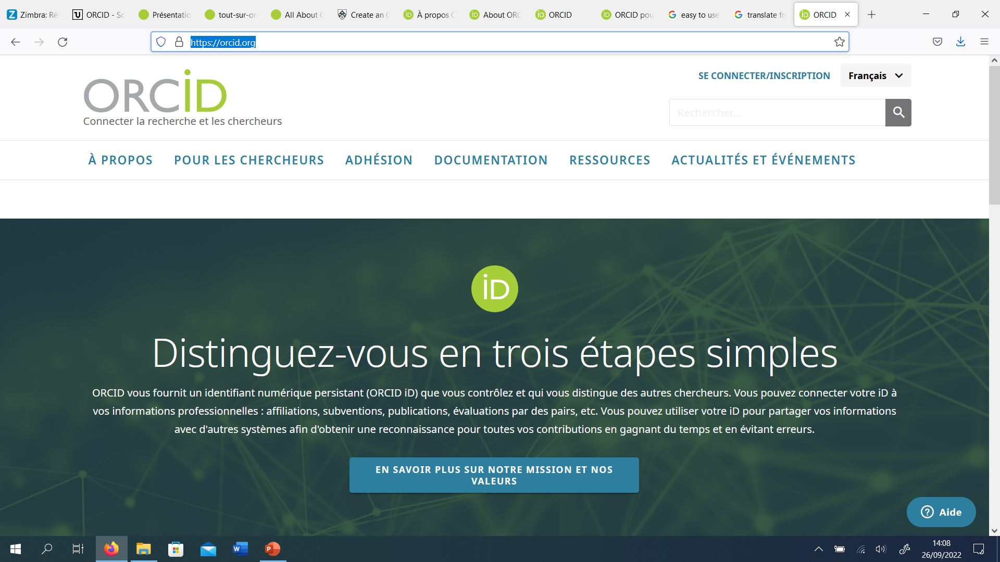 Zimbra: Ré
ORCID - Sc
Présentatio
tout-sur-or
All About
Create an
À propos
About ORC
ORCID
ORCID pou
easy to use
translate fr
ORCID
https://orcid.org
ORCiD
Connecter la recherche et les chercheurs
SE CONNECTER/INSCRIPTION
Français
Rechercher...
À PROPOS
POUR LES CHERCHEURS
ADHÉSION
DOCUMENTATION
RESSOURCES
ACTUALITÉS ET ÉVÉNEMENTS
iD
Distinguez-vous en trois étapes simples
ORCID vous fournit un identifiant numérique persistant (ORCID iD) que vous contrôlez et qui vous distingue des autres chercheurs. Vous pouvez connecter votre iD à
vos informations professionnelles : affiliations, subventions, publications, évaluations par des pairs, etc. Vous pouvez utiliser votre iD pour partager vos informations
avec d'autres systèmes afin d'obtenir une reconnaissance pour toutes vos contributions en gagnant du temps et en évitant erreurs.
EN SAVOIR PLUS SUR NOTRE MISSION ET NOS
VALEURS
Aide
14:08
26/09/2022